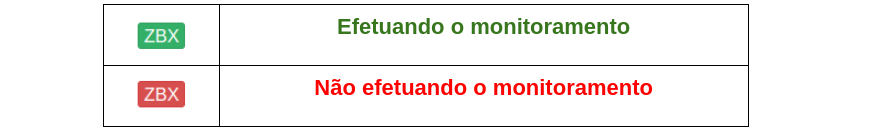 ZBX Efetuando o monitoramento
ZBX Não efetuando o monitoramento